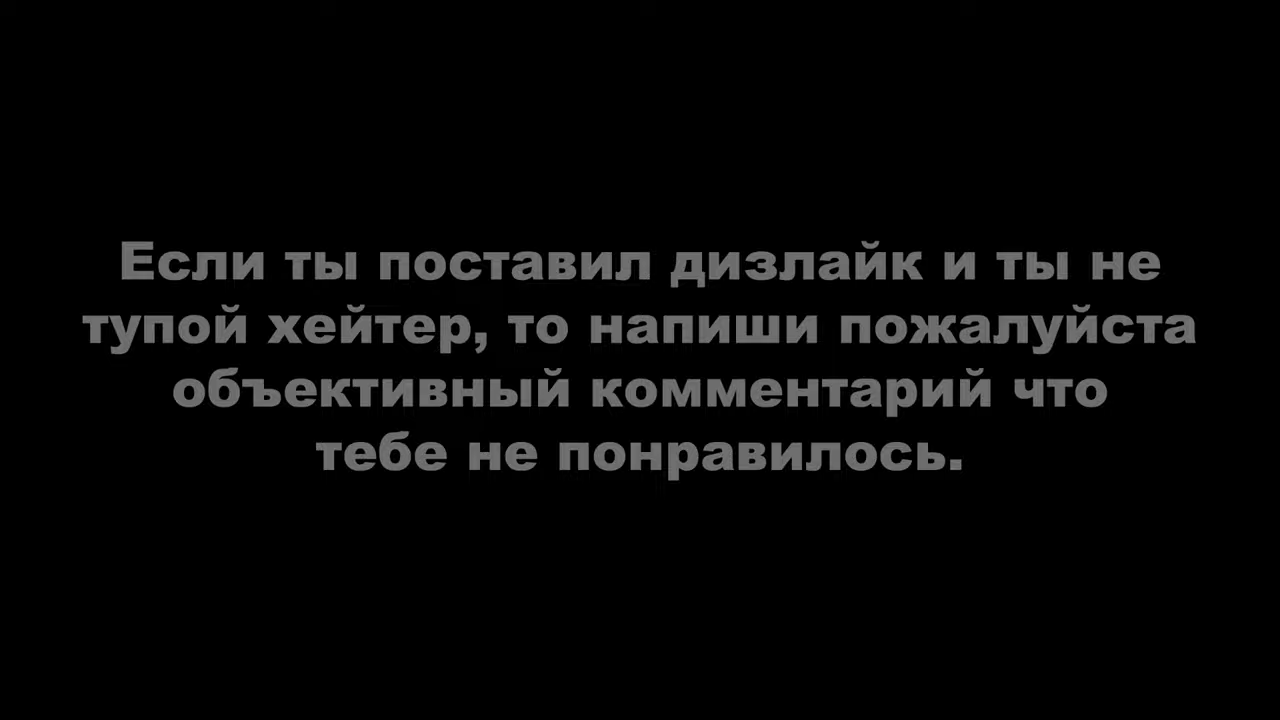 Если ты поставил дизлайк и ты не
тупой хейтер, то напиши пожалуйста
объективный комментарий что
тебе не понравилось.